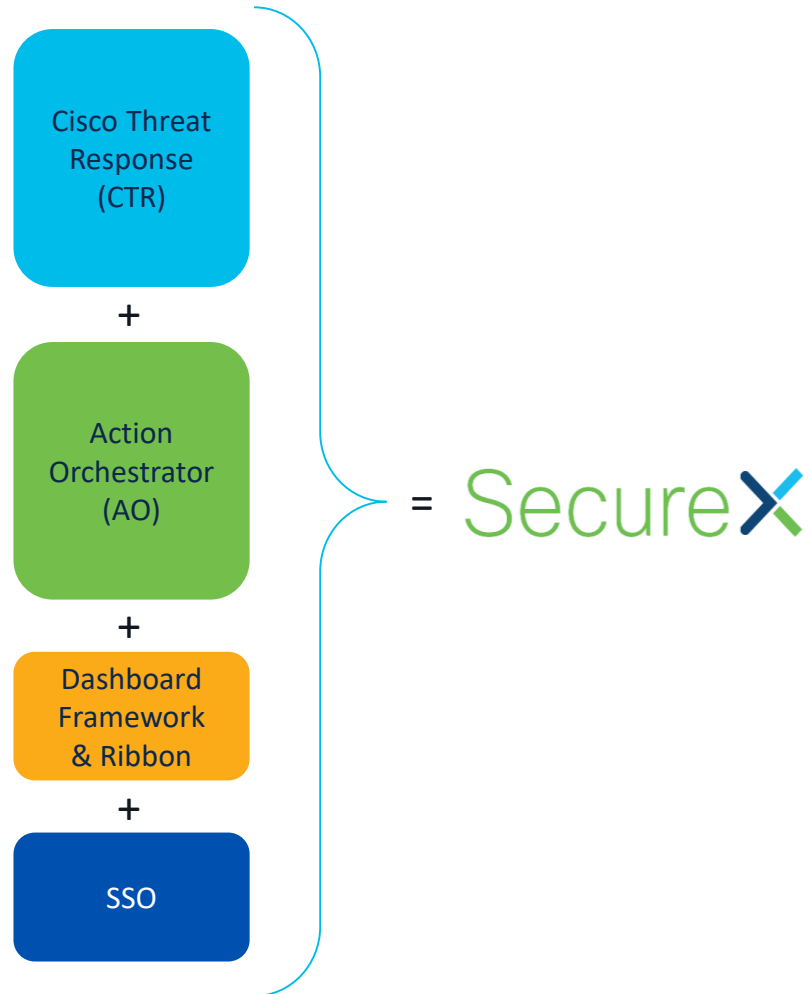 Cisco Threat
Response
(CTR)
+
Action
Orchestrator
(AO)
+
Dashboard
Framework
& Ribbon
+
SSO
= SecureX